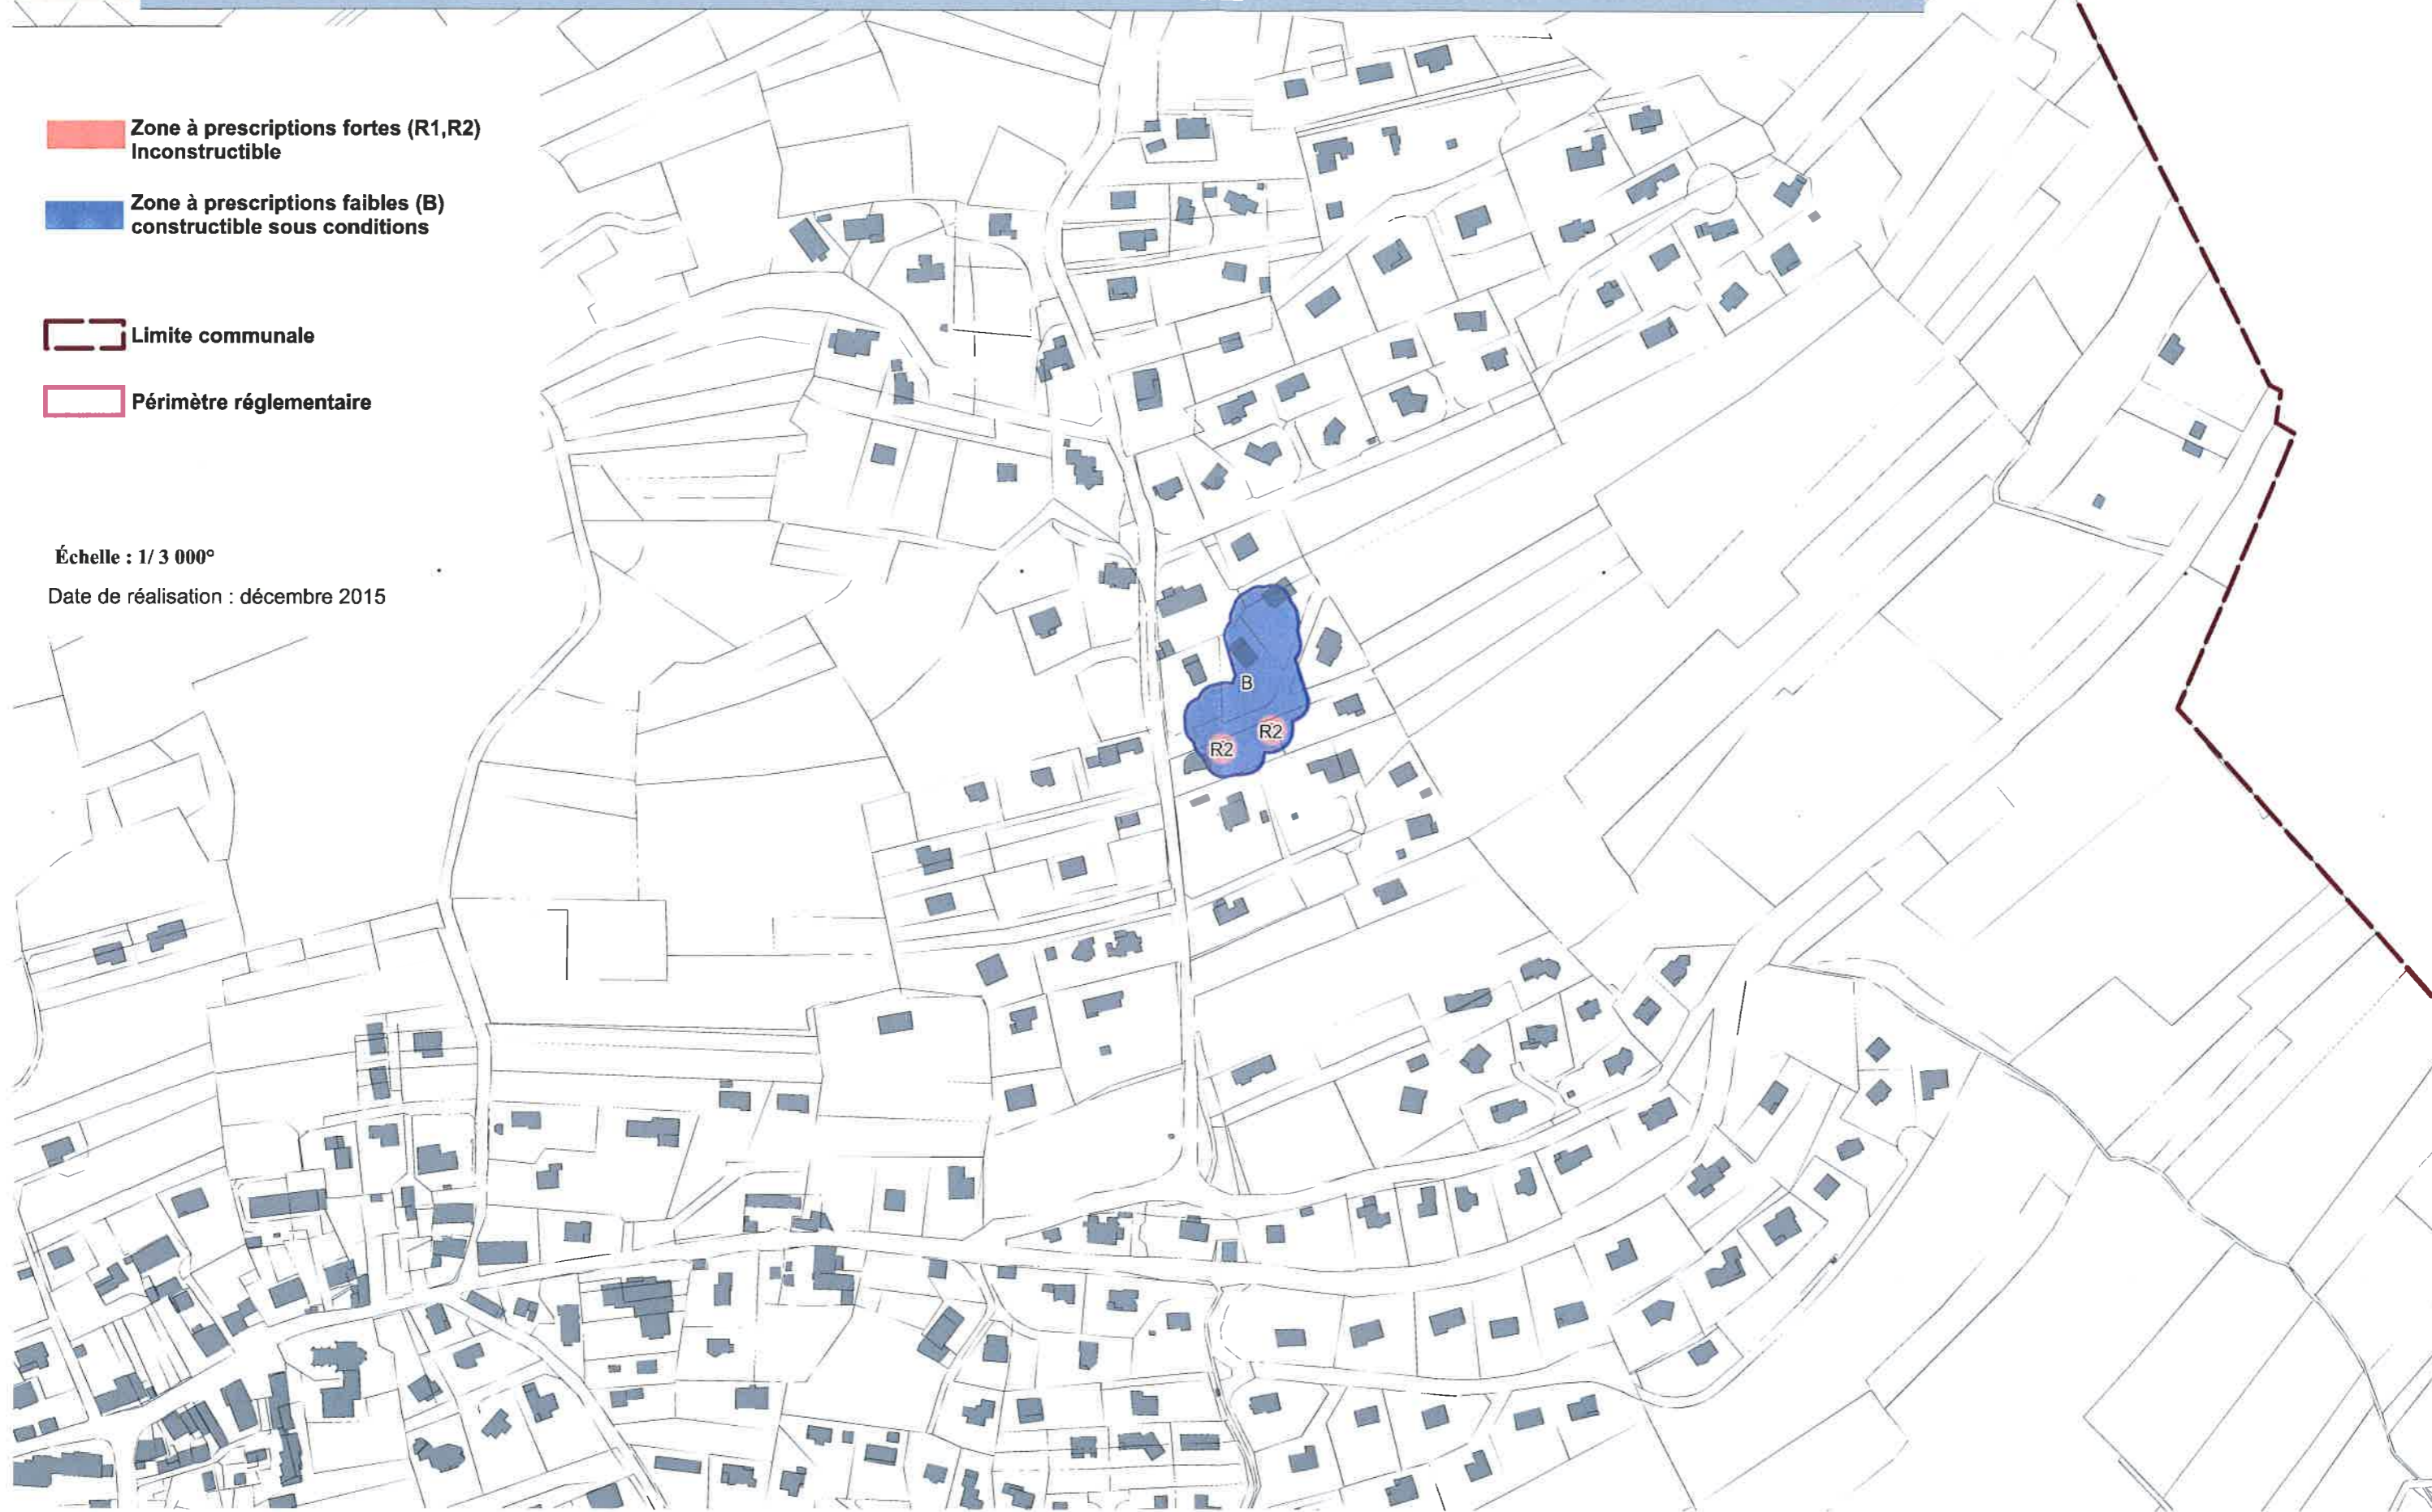 Zone à prescriptions fortes (R1,R2)
Inconstructible
Zone à prescriptions faibles (B)
constructible sous conditions
Limite communale
Périmètre réglementaire
Échelle : 1/ 3 000°
Date de réalisation : décembre 2015
B
R2
R2